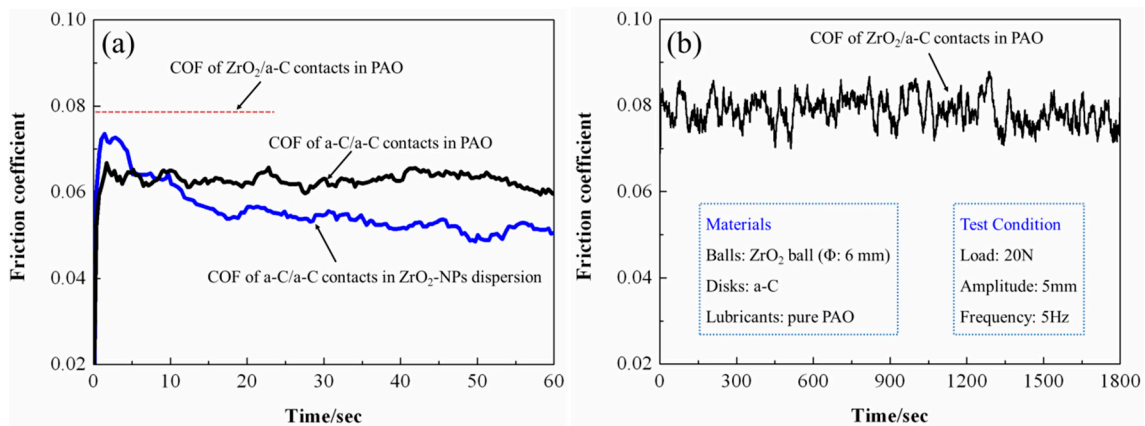 (a)
COF of ZrO₂/a-C contacts in PAO
COF of a-C/a-C contacts in PAO
COF of a-C/a-C contacts in ZrO₂-NPs dispersion
Friction coefficient
0.10
0.08
0.06
0.04
0.02
0 10 20 30 40 50 60
Time/sec
(b)
COF of ZrO₂/a-C contacts in PAO
Friction coefficient
0.10
0.08
0.06
0.04
0.02
Materials
Balls: ZrO₂ ball (Φ: 6 mm)
Disks: a-C
Lubricants: pure PAO
Test Condition
Load: 20N
Amplitude: 5mm
Frequency: 5Hz
0 300 600 900 1200 1500 1800
Time/sec